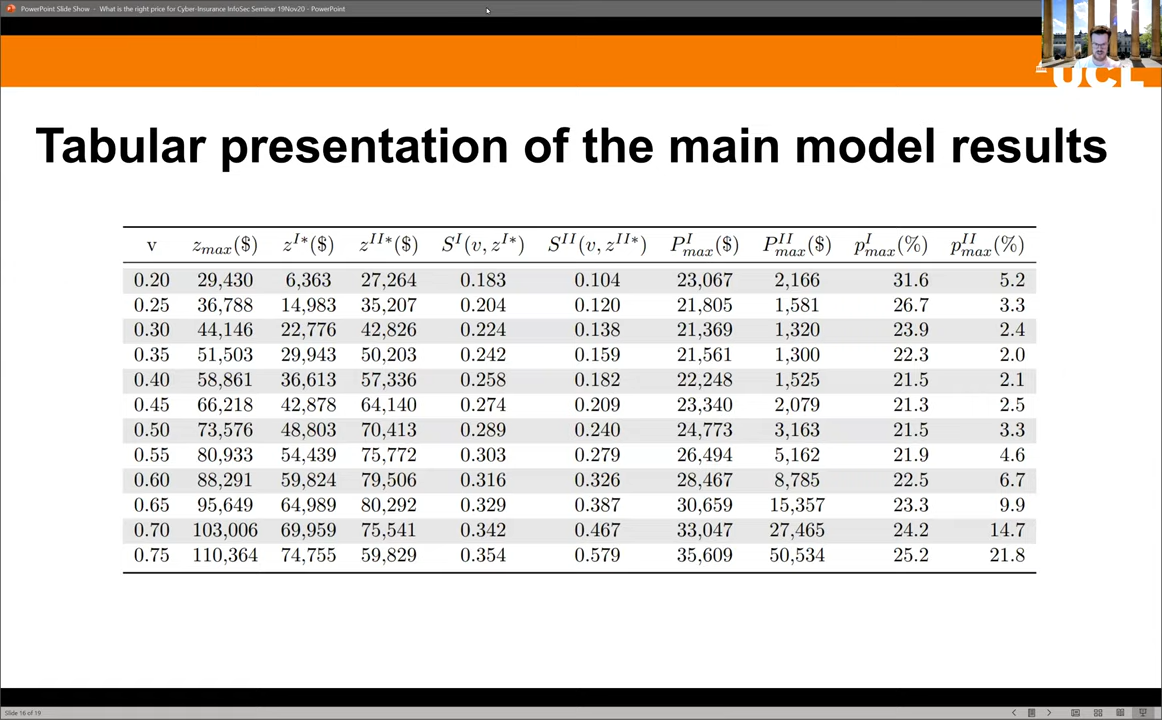 PowerPoint Slide Show - What is the right price for Cyber-Insurance InfoSec Seminar 19Nov20 - PowerPoint
UCL
Tabular presentation of the main model results
v z_max($) z^{I*}($) z^{II*}($) S^I(v, z^{I*}) S^{II}(v, z^{II*}) P^I_max($) P^{II}_max($) p^I_max(%) p^{II}_max(%)
0.20 29,430 6,363 27,264 0.183 0.104 23,067 2,166 31.6 5.2
0.25 36,788 14,983 35,207 0.204 0.120 21,805 1,581 26.7 3.3
0.30 44,146 22,776 42,826 0.224 0.138 21,369 1,320 23.9 2.4
0.35 51,503 29,943 50,203 0.242 0.159 21,561 1,300 22.3 2.0
0.40 58,861 36,613 57,336 0.258 0.182 22,248 1,525 21.5 2.1
0.45 66,218 42,878 64,140 0.274 0.209 23,340 2,079 21.3 2.5
0.50 73,576 48,803 70,413 0.289 0.240 24,773 3,163 21.5 3.3
0.55 80,933 54,439 75,772 0.303 0.279 26,494 5,162 21.9 4.6
0.60 88,291 59,824 79,506 0.316 0.326 28,467 8,785 22.5 6.7
0.65 95,649 64,989 80,292 0.329 0.387 30,659 15,357 23.3 9.9
0.70 103,006 69,959 75,541 0.342 0.467 33,047 27,465 24.2 14.7
0.75 110,364 74,755 59,829 0.354 0.579 35,609 50,534 25.2 21.8
Slide 16 of 19